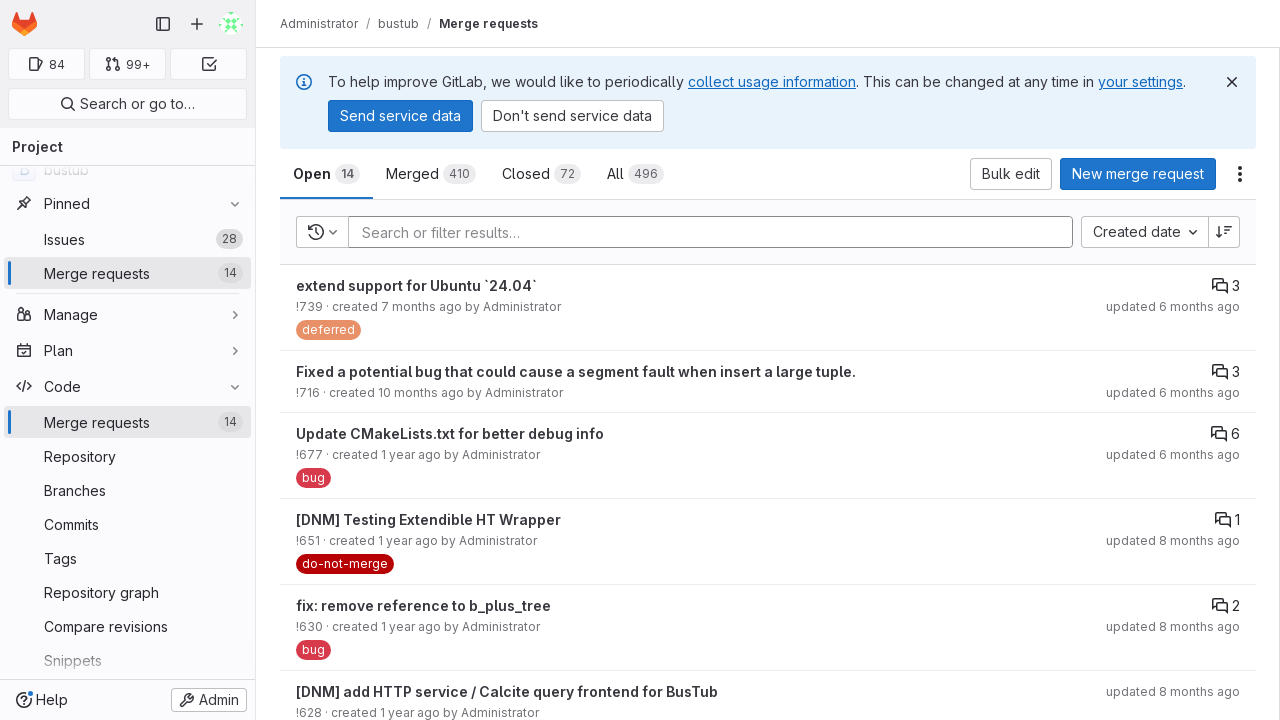 Administrator / bustub / Merge requests
84
99+
Search or go to…
Project
bustub
Pinned
Issues 28
Merge requests 14
Manage
Plan
Code
Merge requests 14
Repository
Branches
Commits
Tags
Repository graph
Compare revisions
Snippets
Help
Admin
To help improve GitLab, we would like to periodically collect usage information. This can be changed at any time in your settings.
Send service data Don't send service data
Open 14 Merged 410 Closed 72 All 496 Bulk edit New merge request
Search or filter results… Created date
extend support for Ubuntu `24.04` 3
!739 · created 7 months ago by Administrator updated 6 months ago
deferred
Fixed a potential bug that could cause a segment fault when insert a large tuple. 3
!716 · created 10 months ago by Administrator updated 6 months ago
Update CMakeLists.txt for better debug info 6
!677 · created 1 year ago by Administrator updated 6 months ago
bug
[DNM] Testing Extendible HT Wrapper 1
!651 · created 1 year ago by Administrator updated 8 months ago
do-not-merge
fix: remove reference to b_plus_tree 2
!630 · created 1 year ago by Administrator updated 8 months ago
bug
[DNM] add HTTP service / Calcite query frontend for BusTub updated 8 months ago
!628 · created 1 year ago by Administrator